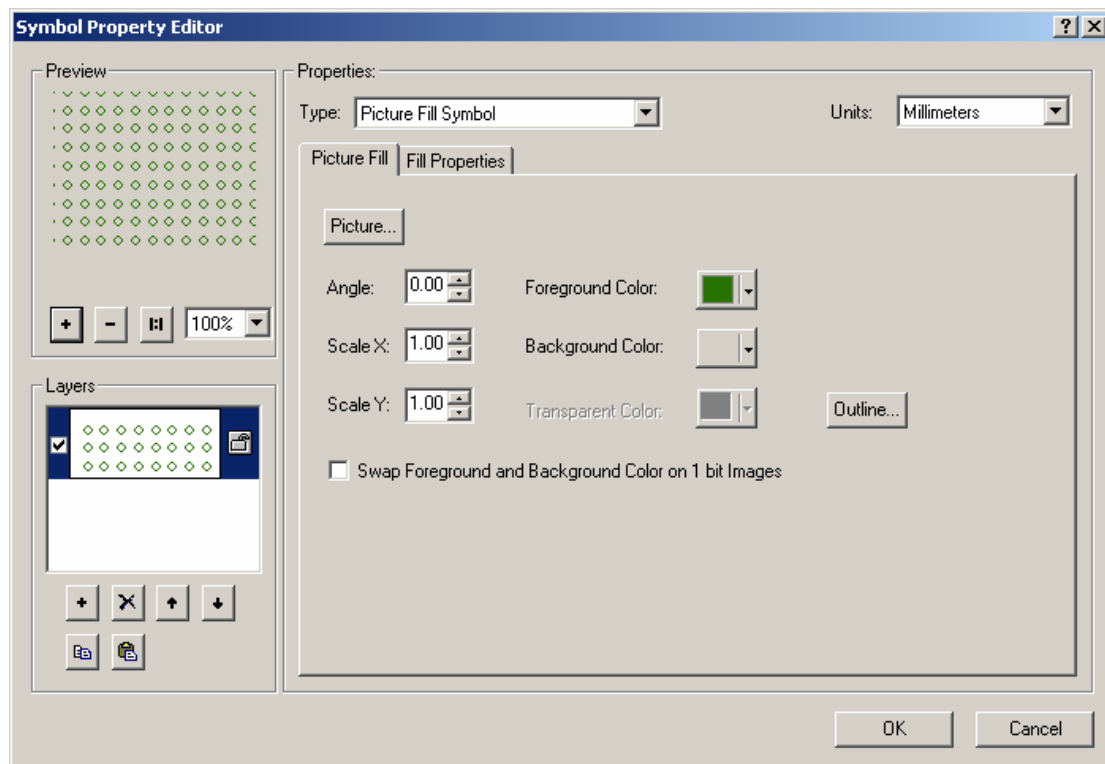 Symbol Property Editor
Preview
Properties:
Type: Picture Fill Symbol
Units: Millimeters
Picture Fill
Fill Properties
Picture...
Angle: 0.00
Foreground Color:
100%
Scale X: 1.00
Background Color:
Layers
Scale Y: 1.00
Transparent Color:
Outline...
Swap Foreground and Background Color on 1 bit Images
OK
Cancel